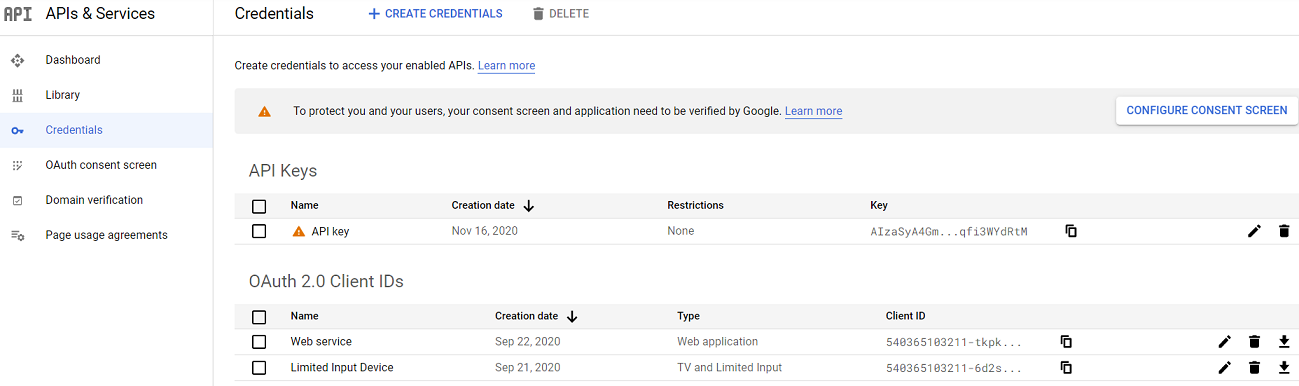 API APIs & Services
Credentials + CREATE CREDENTIALS DELETE
Dashboard
Library
Credentials
OAuth consent screen
Domain verification
Page usage agreements
Create credentials to access your enabled APIs. Learn more
To protect you and your users, your consent screen and application need to be verified by Google. Learn more CONFIGURE CONSENT SCREEN
API Keys
Name Creation date Restrictions Key
API key Nov 16, 2020 None AIzaSyA4Gm...qfi3WYdRtM
OAuth 2.0 Client IDs
Name Creation date Type Client ID
Web service Sep 22, 2020 Web application 540365103211-tkpk...
Limited Input Device Sep 21, 2020 TV and Limited Input 540365103211-6d2s...